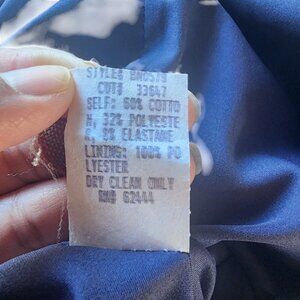 STYLE# BN0579
CUT# 33647
SELF: 60% COTTO
N, 32% POLYESTE
R, 8% ELASTANE
LINING: 100% PO
LYESTER
DRY CLEAN ONLY
RN# 62444